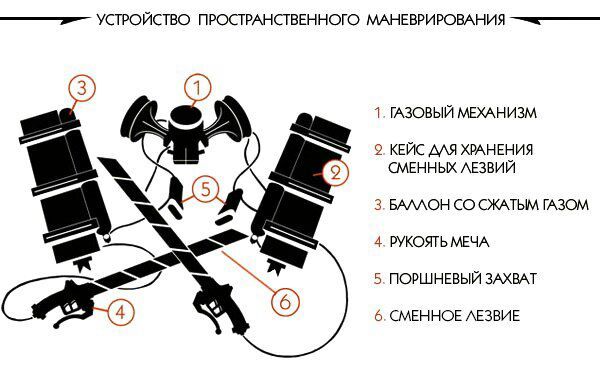 УСТРОЙСТВО ПРОСТРАНСТВЕННОГО МАНЕВРИРОВАНИЯ
3
1
2
5
4
6
1. ГАЗОВЫЙ МЕХАНИЗМ
2. КЕЙС ДЛЯ ХРАНЕНИЯ
СМЕННЫХ ЛЕЗВИЙ
3. БАЛЛОН СО СЖАТЫМ ГАЗОМ
4. РУКОЯТЬ МЕЧА
5. ПОРШНЕВЫЙ ЗАХВАТ
6. СМЕННОЕ ЛЕЗВИЕ